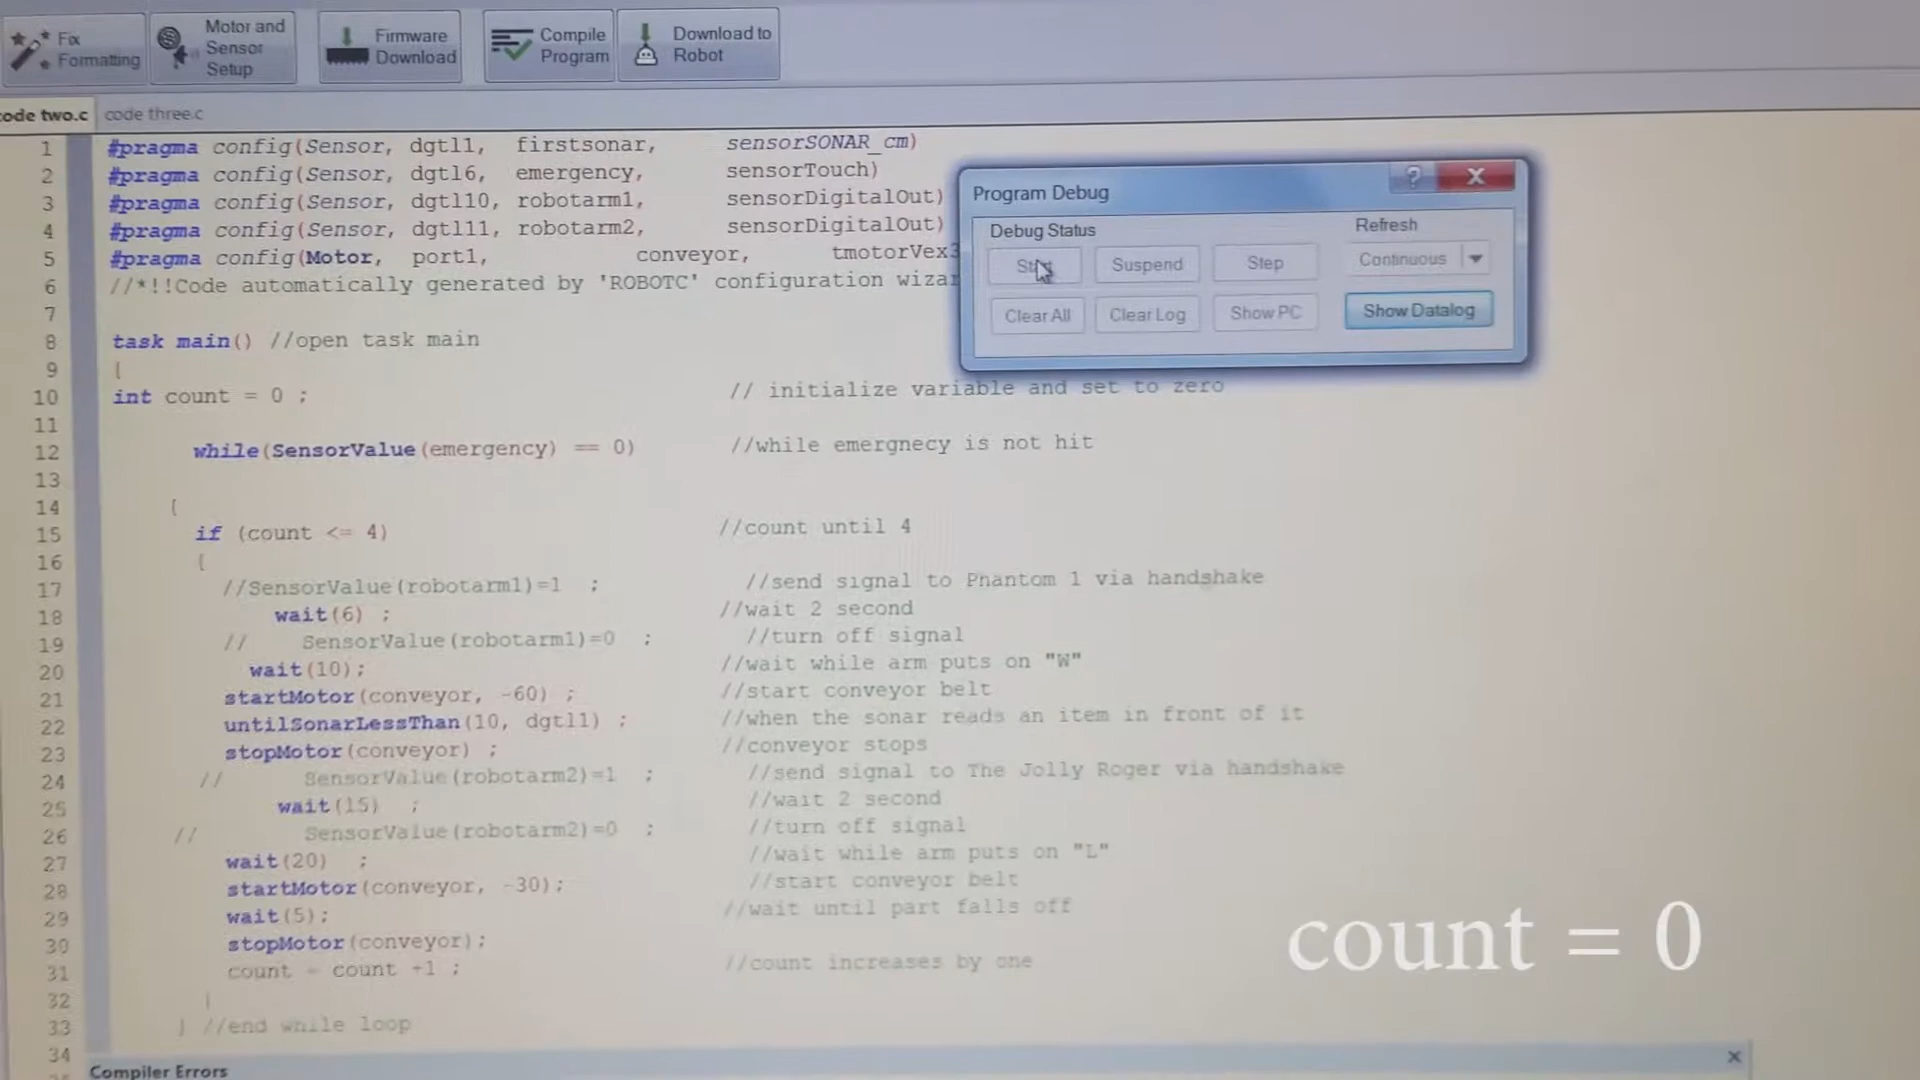 Fix Formatting
Motor and Sensor Setup
Firmware Download
Compile Program
Download to Robot
code two.c
code three.c
1 #pragma config(Sensor, dgtl1, firstsonar, sensorSONAR_cm)
2 #pragma config(Sensor, dgtl6, emergency, sensorTouch)
3 #pragma config(Sensor, dgtl10, robotarm1, sensorDigitalOut)
4 #pragma config(Sensor, dgtl11, robotarm2, sensorDigitalOut)
5 #pragma config(Motor, port1, conveyor, tmotorVex3
6 //*!!Code automatically generated by 'ROBOTC' configuration wizar
7
8 task main() //open task main
9 {
10 int count = 0 ; // initialize variable and set to zero
11
12 while(SensorValue(emergency) == 0) //while emergnecy is not hit
13
14 {
15 if (count <= 4) //count until 4
16 {
17 //SensorValue(robotarm1)=1 ; //send signal to Phantom 1 via handshake
18 wait(6) ; //wait 2 second
19 // SensorValue(robotarm1)=0 ; //turn off signal
20 wait(10); //wait while arm puts on "W"
21 startMotor(conveyor, -60) ; //start conveyor belt
22 untilSonarLessThan(10, dgtl1) ; //when the sonar reads an item in front of it
23 stopMotor(conveyor) ; //conveyor stops
24 // SensorValue(robotarm2)=1 ; //send signal to The Jolly Roger via handshake
25 wait(15) ; //wait 2 second
26 // SensorValue(robotarm2)=0 ; //turn off signal
27 wait(20) ; //wait while arm puts on "L"
28 startMotor(conveyor, -30); //start conveyor belt
29 wait(5); //wait until part falls off
30 stopMotor(conveyor);
31 count = count +1 ; //count increases by one
32 }
33 } //end while loop
34
Compiler Errors
Program Debug
Debug Status
Refresh
Start
Suspend
Step
Continuous
Clear All
Clear Log
Show PC
Show Datalog
count = 0